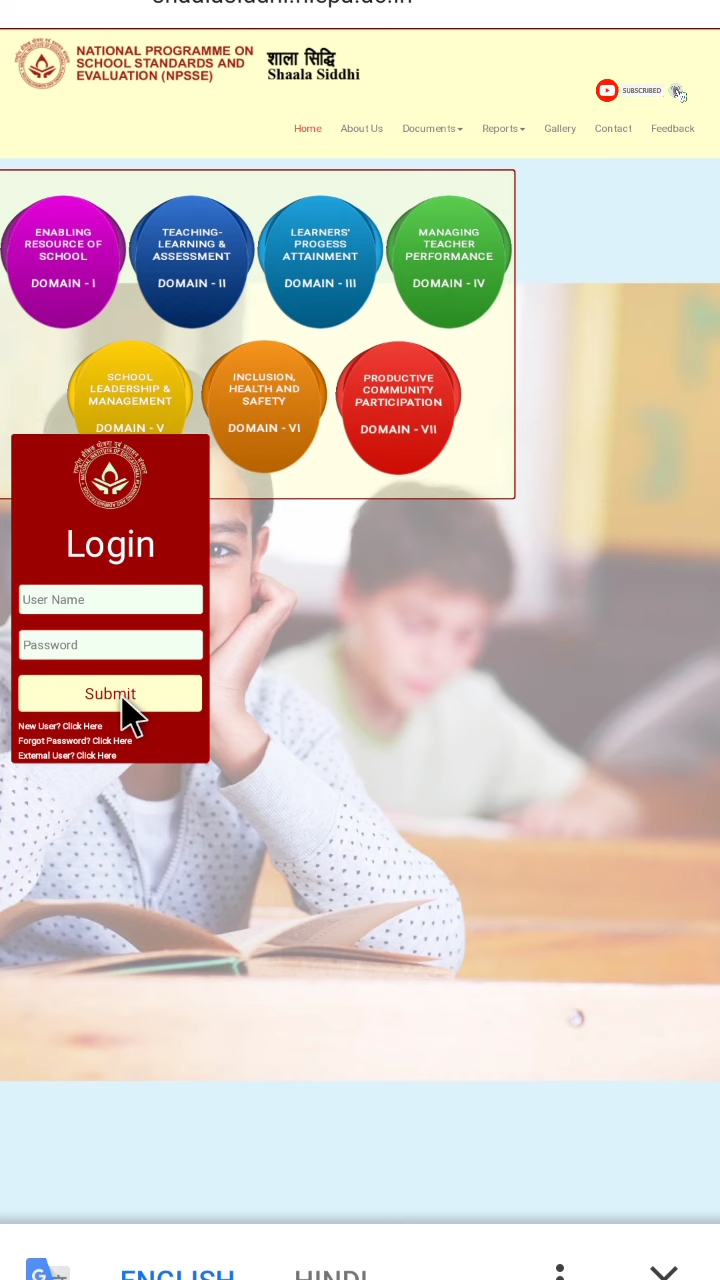 NATIONAL PROGRAMME ON
SCHOOL STANDARDS AND
EVALUATION (NPSSE)
शाला सिद्धि
Shaala Siddhi
SUBSCRIBED
Home About Us Documents Reports Gallery Contact Feedback
ENABLING
RESOURCE OF
SCHOOL
DOMAIN - I
TEACHING-
LEARNING &
ASSESSMENT
DOMAIN - II
LEARNERS'
PROGESS
ATTAINMENT
DOMAIN - III
MANAGING
TEACHER
PERFORMANCE
DOMAIN - IV
SCHOOL
LEADERSHIP &
MANAGEMENT
DOMAIN - V
INCLUSION,
HEALTH AND
SAFETY
DOMAIN - VI
PRODUCTIVE
COMMUNITY
PARTICIPATION
DOMAIN - VII
Login
User Name
Password
Submit
New User? Click Here
Forgot Password? Click Here
External User? Click Here
ENGLISH HINDI